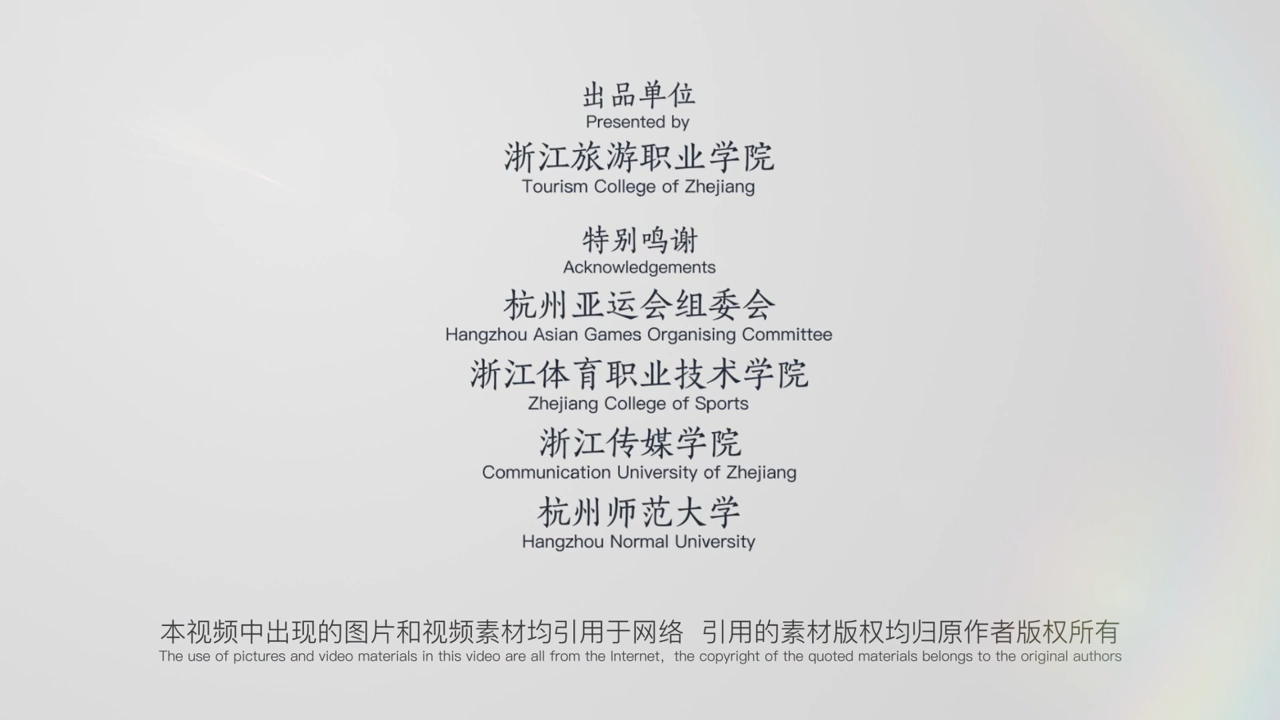 出品单位
Presented by
浙江旅游职业学院
Tourism College of Zhejiang
特别鸣谢
Acknowledgements
杭州亚运会组委会
Hangzhou Asian Games Organising Committee
浙江体育职业技术学院
Zhejiang College of Sports
浙江传媒学院
Communication University of Zhejiang
杭州师范大学
Hangzhou Normal University
本视频中出现的图片和视频素材均引用于网络 引用的素材版权均归原作者版权所有
The use of pictures and video materials in this video are all from the Internet，the copyright of the quoted materials belongs to the original authors